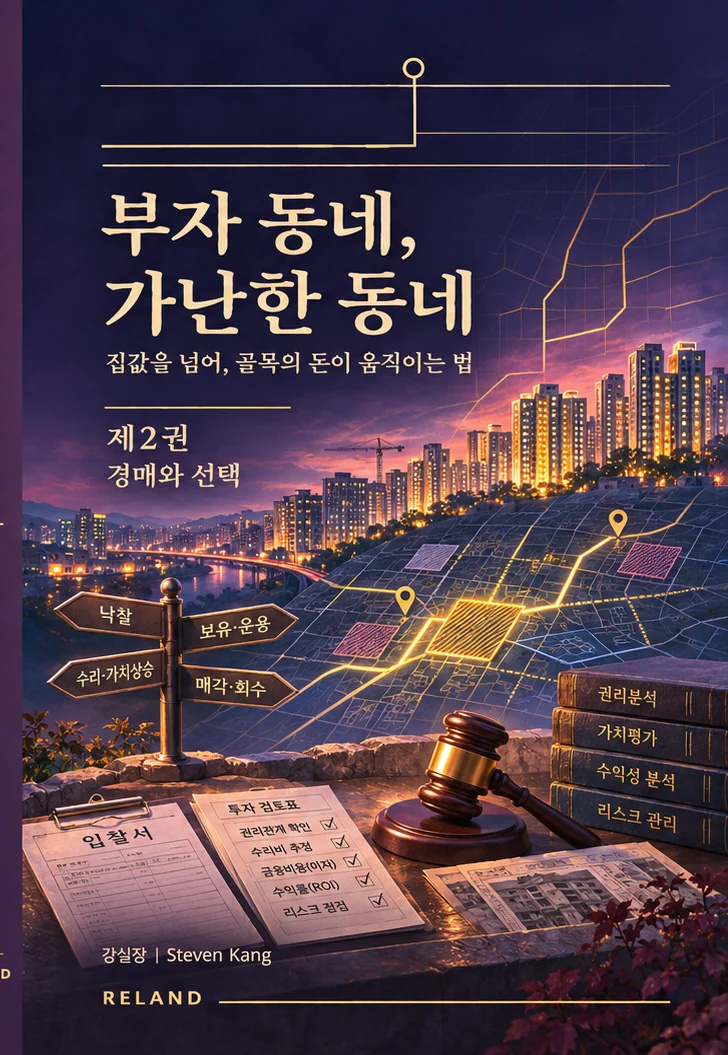 부자 동네,
가난한 동네
집값을 넘어, 골목의 돈이 움직이는 법
제2권
경매와 선택
낙찰
보유·운용
수리·가치상승
매각·회수
권리분석
가치평가
수익성 분석
리스크 관리
입찰서
투자 검토표
권리관계 확인
수리비 추정
금융비용(이자)
수익률(ROI)
리스크 점검
강실장 | Steven Kang
RELAND
D